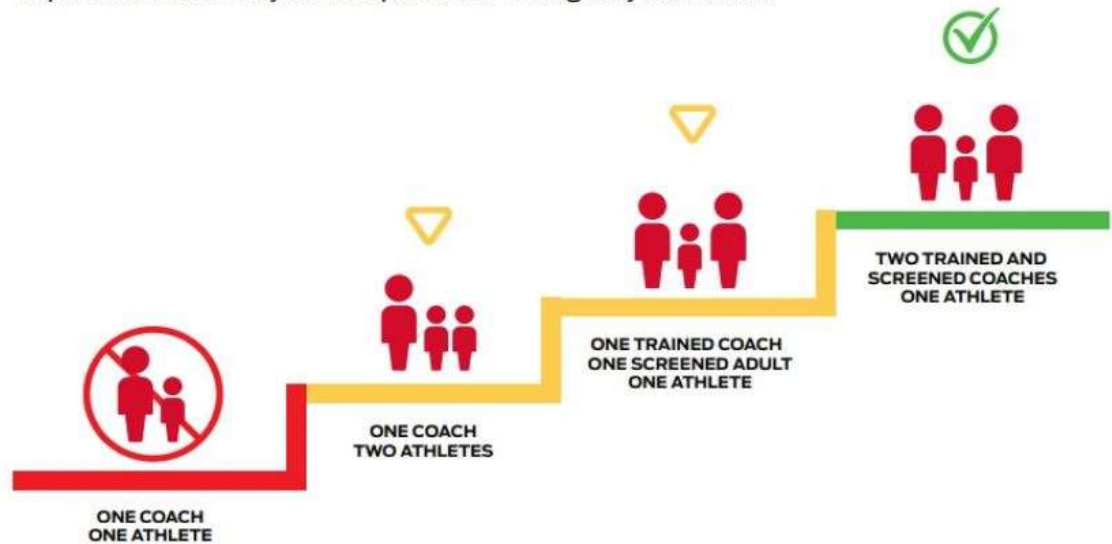 ONE COACH
ONE ATHLETE
ONE COACH
TWO ATHLETES
ONE TRAINED COACH
ONE SCREENED ADULT
ONE ATHLETE
TWO TRAINED AND
SCREENED COACHES
ONE ATHLETE